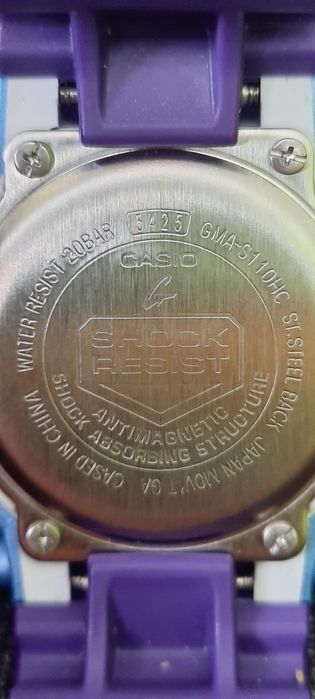 WATER RESIST 20BAR 5425 GMA-S110HC ST.STEEL BACK JAPAN MOV'T GA CASED IN CHINA
CASIO
SHOCK
RESIST
ANTIMAGNETIC
SHOCK ABSORBING STRUCTURE